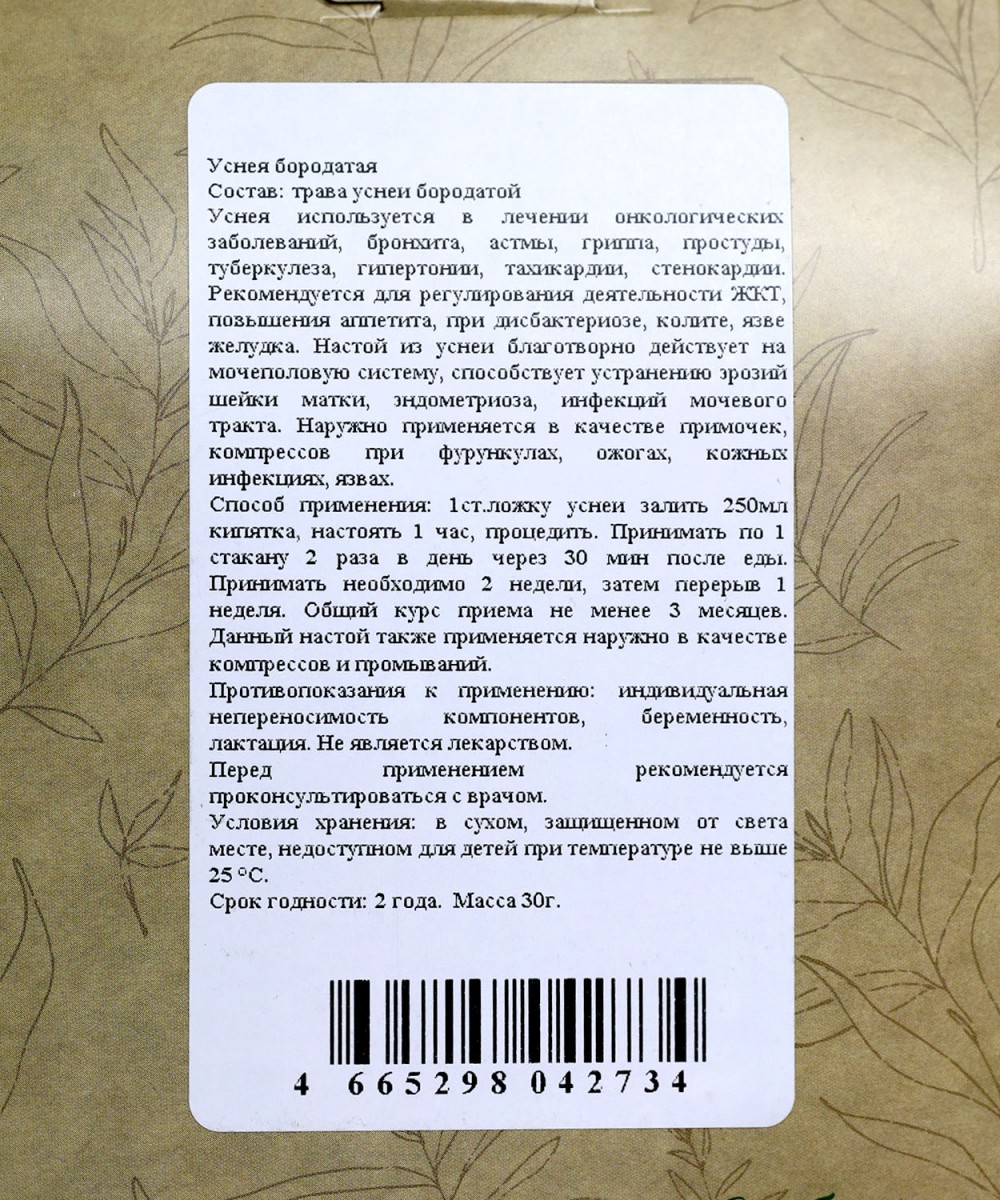 Уснея бородатая
Состав: трава уснеи бородатой
Уснея используется в лечении онкологических
заболеваний, бронхита, астмы, гриппа, простуды,
туберкулеза, гипертонии, тахикардии, стенокардии.
Рекомендуется для регулирования деятельности ЖКТ,
повышения аппетита, при дисбактериозе, колите, язве
желудка. Настой из уснеи благотворно действует на
мочеполовую систему, способствует устранению эрозий
шейки матки, эндометриоза, инфекций мочевого
тракта. Наружно применяется в качестве примочек,
компрессов при фурункулах, ожогах, кожных
инфекциях, язвах.
Способ применения: 1ст.ложку уснеи залить 250мл
кипятка, настоять 1 час, процедить. Принимать по 1
стакану 2 раза в день через 30 мин после еды.
Принимать необходимо 2 недели, затем перерыв 1
неделя. Общий курс приема не менее 3 месяцев.
Данный настой также применяется наружно в качестве
компрессов и промываний.
Противопоказания к применению: индивидуальная
непереносимость компонентов, беременность,
лактация. Не является лекарством.
Перед применением рекомендуется
проконсультироваться с врачом.
Условия хранения: в сухом, защищенном от света
месте, недоступном для детей при температуре не выше
25 °С.
Срок годности: 2 года. Масса 30г.
4 665298 042734